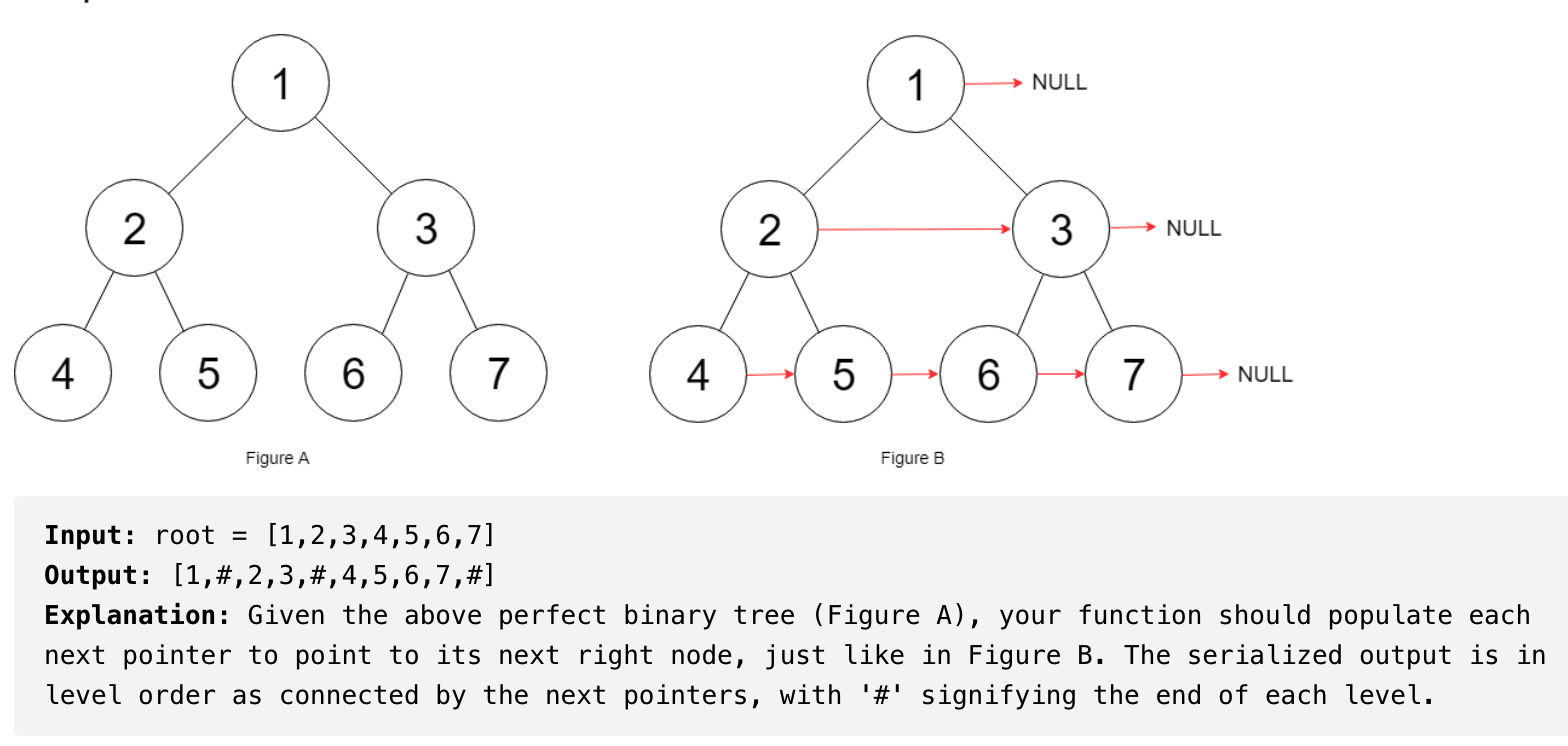 1
2
3
4
5
6
7
Figure A
1
NULL
2
3
NULL
4
5
6
7
NULL
Figure B
Input: root = [1,2,3,4,5,6,7]
Output: [1,#,2,3,#,4,5,6,7,#]
Explanation: Given the above perfect binary tree (Figure A), your function should populate each
next pointer to point to its next right node, just like in Figure B. The serialized output is in
level order as connected by the next pointers, with '#' signifying the end of each level.